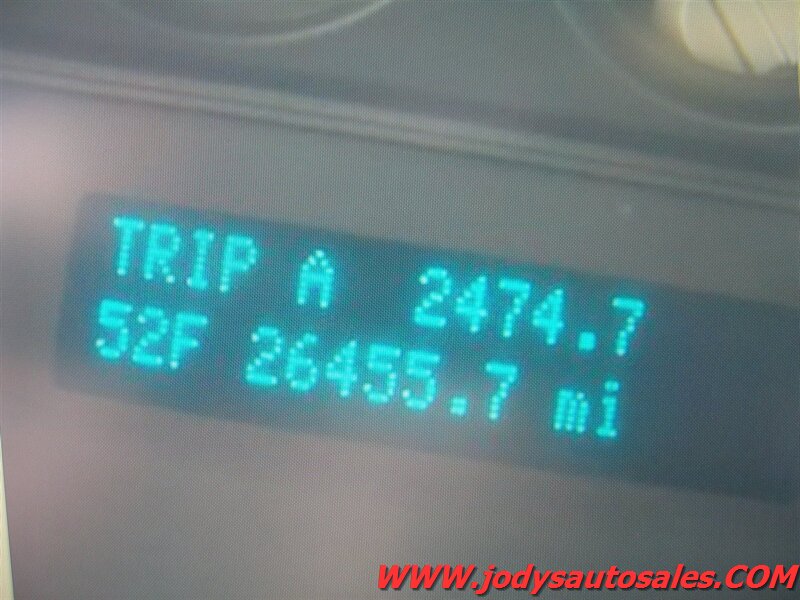 TRIP A 2474.7
52F 26455.7 mi
WWW.jodysautosales.COM